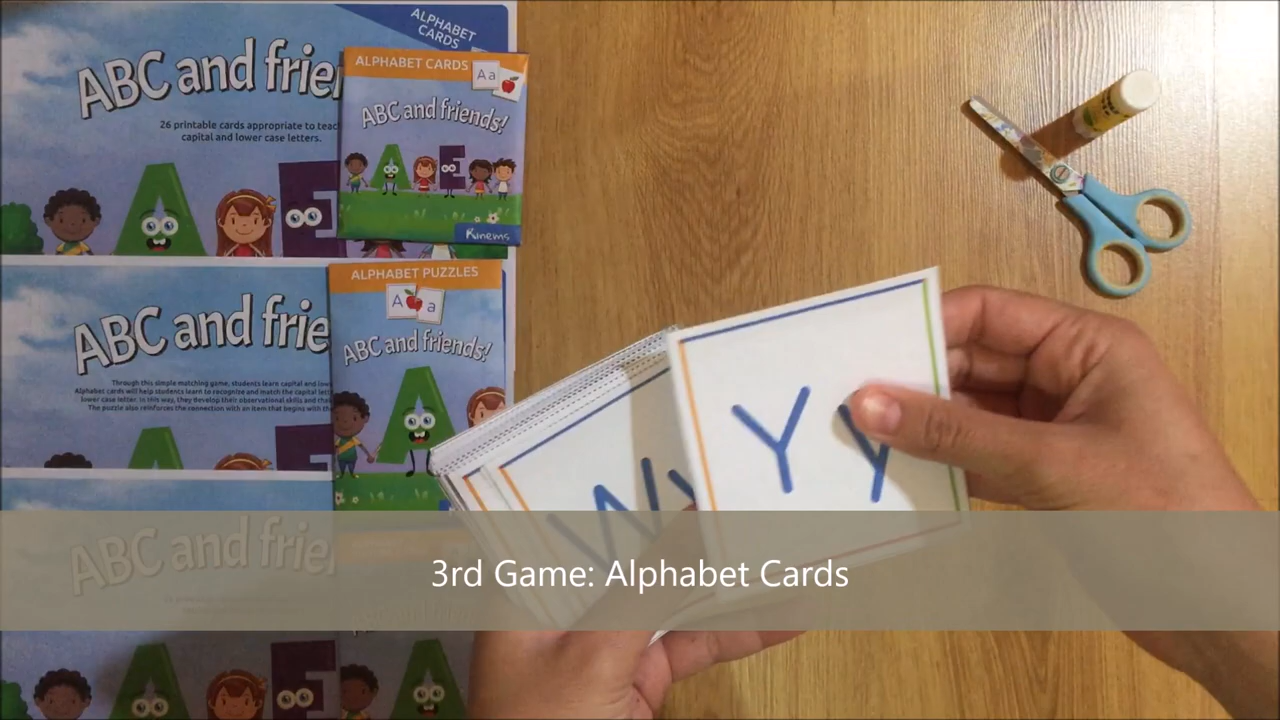 ALPHABET
CARDS
ABC and frie
26 printable cards appropriate to teac
capital and lower case letters.
ALPHABET CARDS
Aa
ABC and friends!
Kinems
ABC and frie
Through this simple matching game, students learn capital and low
Alphabet cards will help students learn to recognize and match the capital lett
lower case letter. In this way, they develop their observational skills and the
The puzzle also reinforces the connection with an item that begins with th
ALPHABET PUZZLES
A a
ABC and friends!
Y y
W
3rd Game: Alphabet Cards
ABC and frie